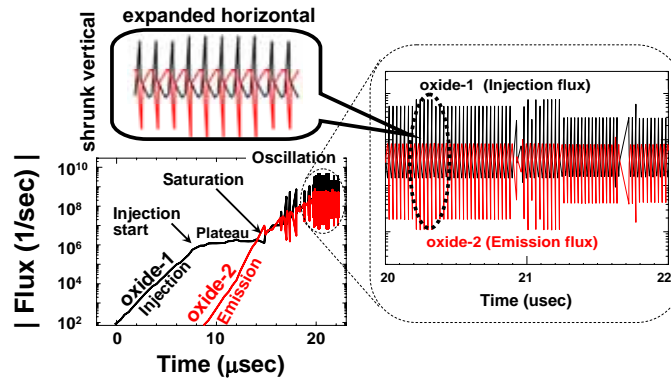 expanded horizontal
shrunk vertical
oxide-1 (Injection flux)
oxide-2 (Emission flux)
20
21
22
Time (usec)
| Flux (1/sec) |
10^10
10^8
10^6
10^4
10^2
Oscillation
Saturation
Injection
start
Plateau
oxide-1
Injection
oxide-2
Emission
0
10
20
Time (μsec)